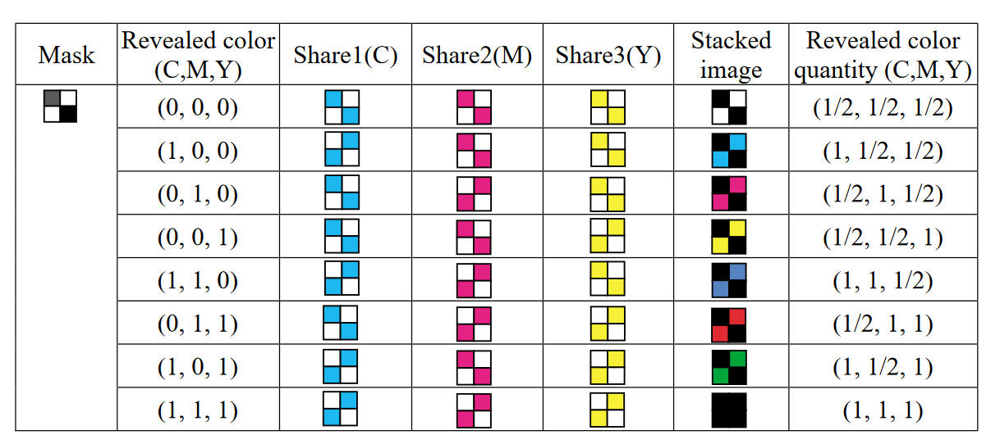 Mask Revealed color (C,M,Y) Share1(C) Share2(M) Share3(Y) Stacked image Revealed color quantity (C,M,Y)
(0, 0, 0) (1/2, 1/2, 1/2)
(1, 0, 0) (1, 1/2, 1/2)
(0, 1, 0) (1/2, 1, 1/2)
(0, 0, 1) (1/2, 1/2, 1)
(1, 1, 0) (1, 1, 1/2)
(0, 1, 1) (1/2, 1, 1)
(1, 0, 1) (1, 1/2, 1)
(1, 1, 1) (1, 1, 1)